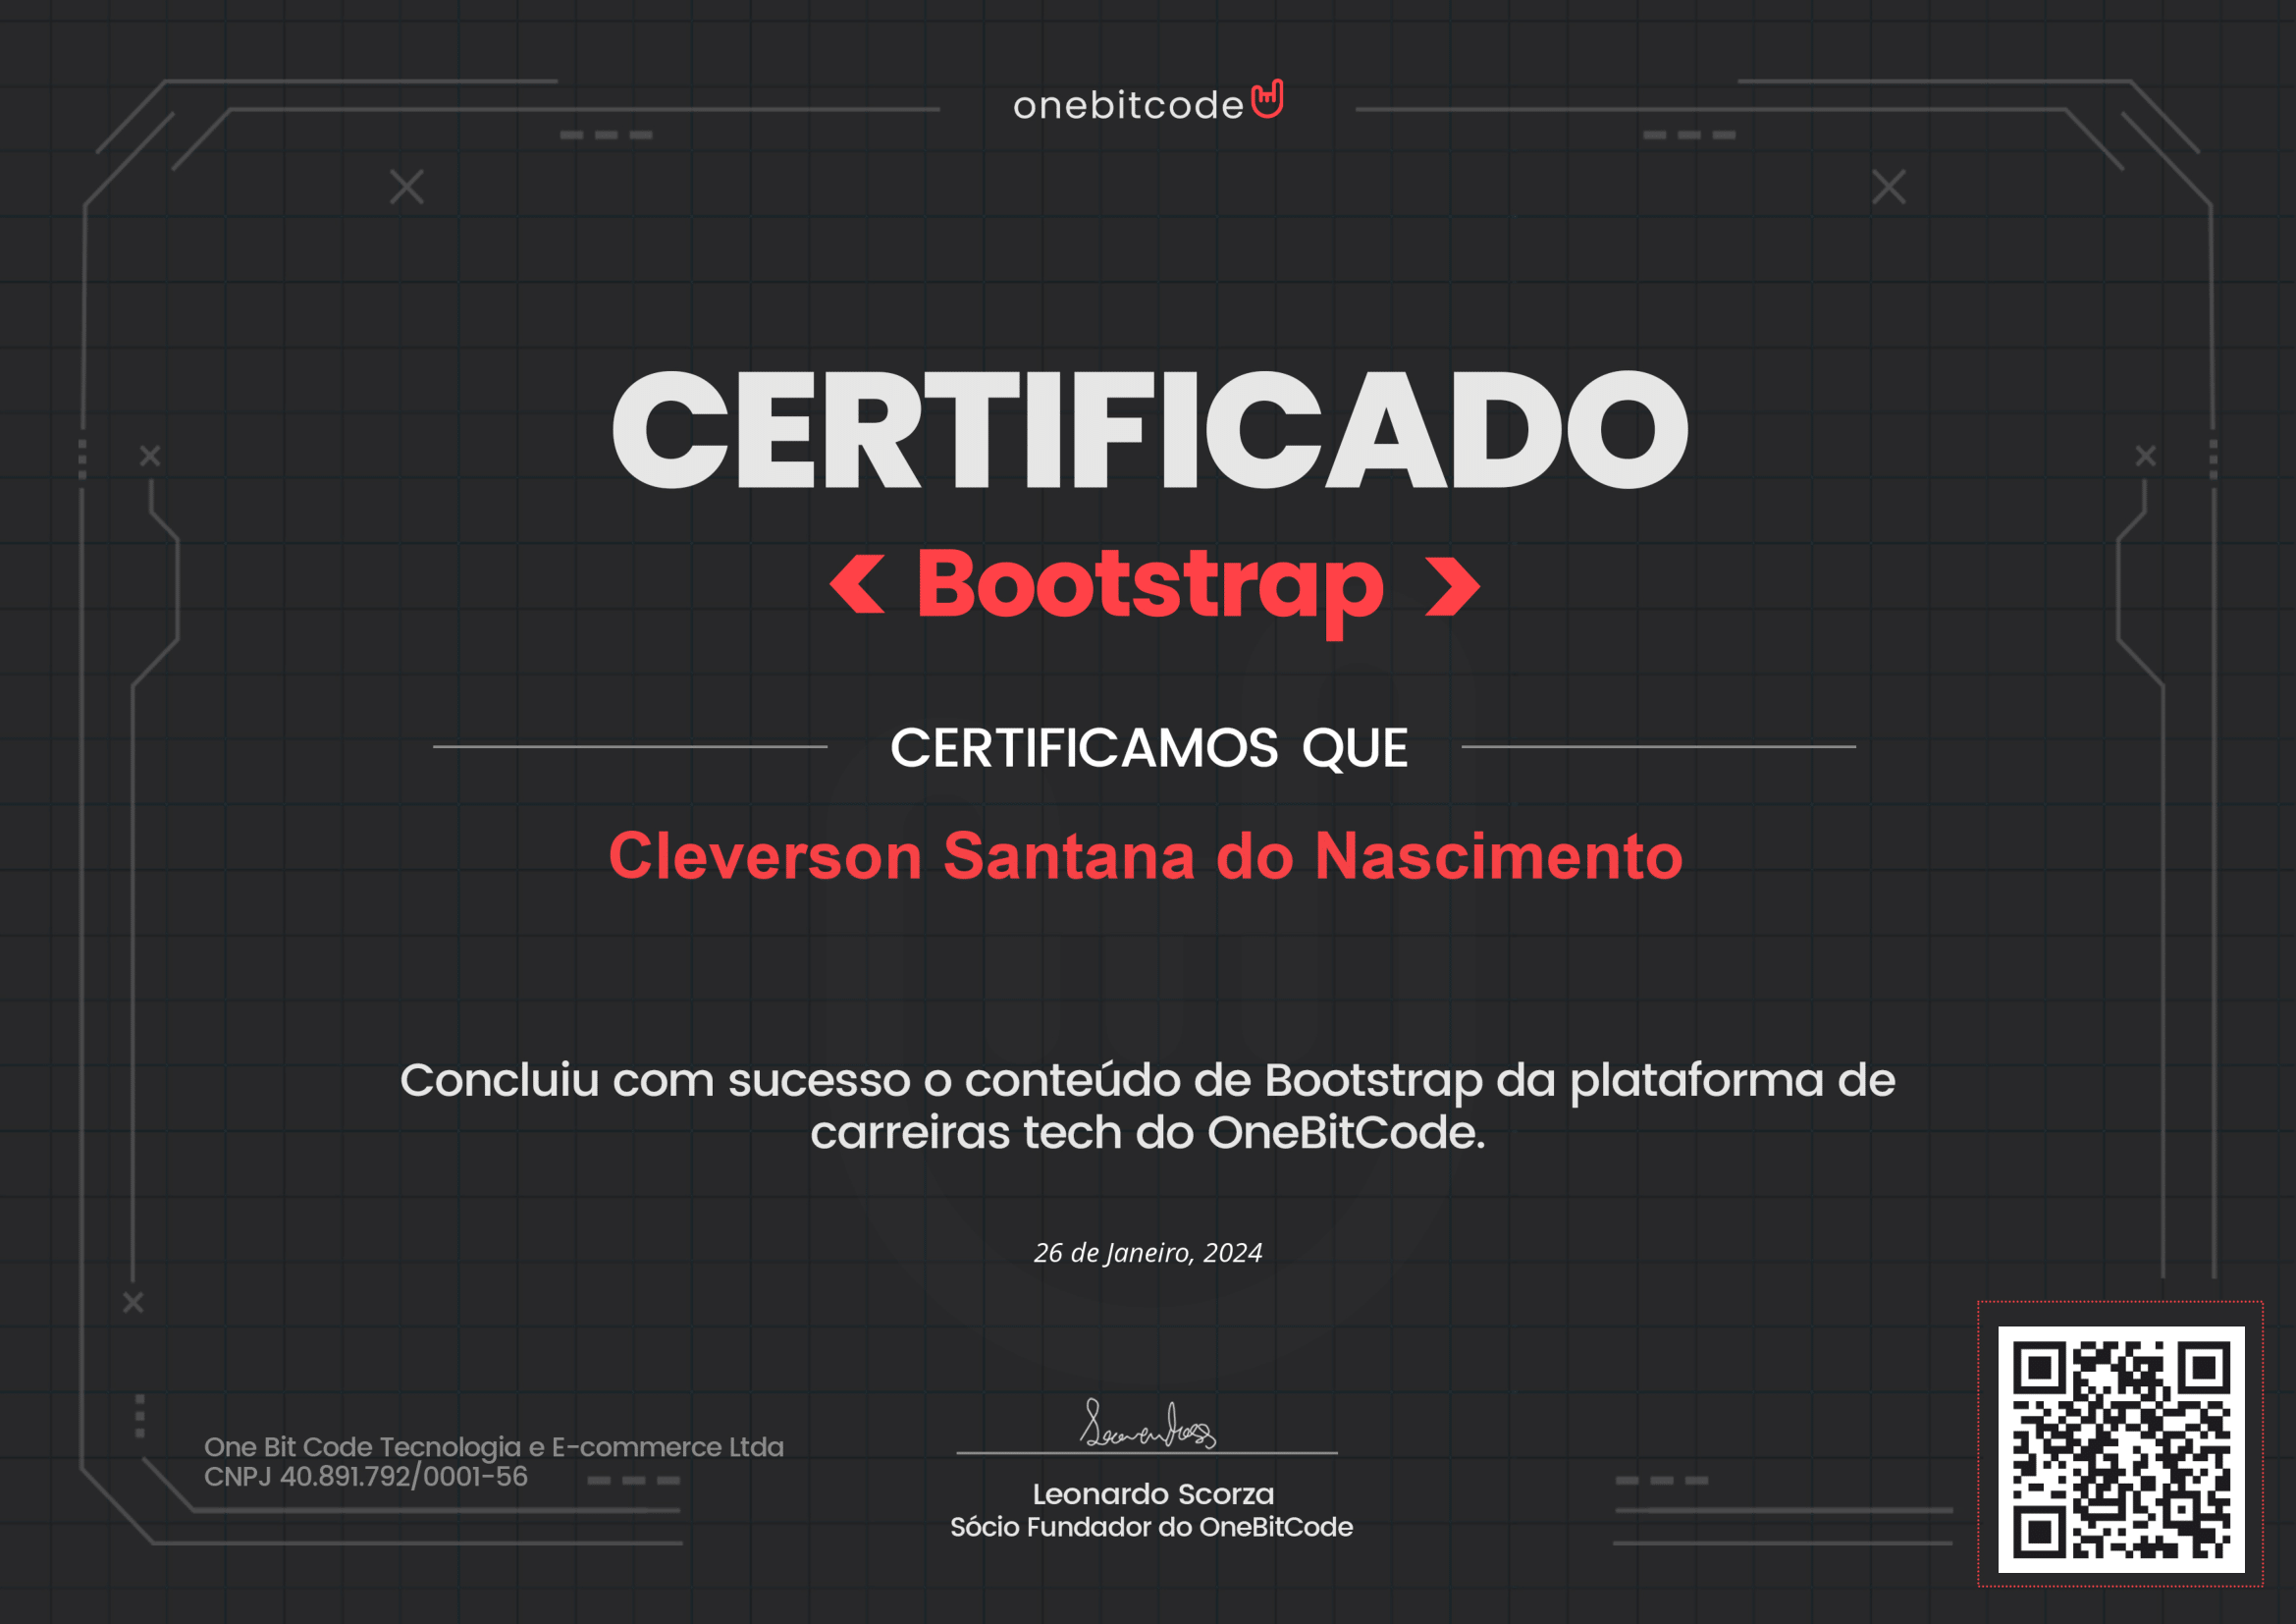 onebitcode
CERTIFICADO
< Bootstrap >
CERTIFICAMOS QUE
Cleverson Santana do Nascimento
Concluiu com sucesso o conteúdo de Bootstrap da plataforma de
carreiras tech do OneBitCode.
26 de Janeiro, 2024
One Bit Code Tecnologia e E-commerce Ltda
CNPJ 40.891.792/0001-56
Leonardo Scorza
Sócio Fundador do OneBitCode